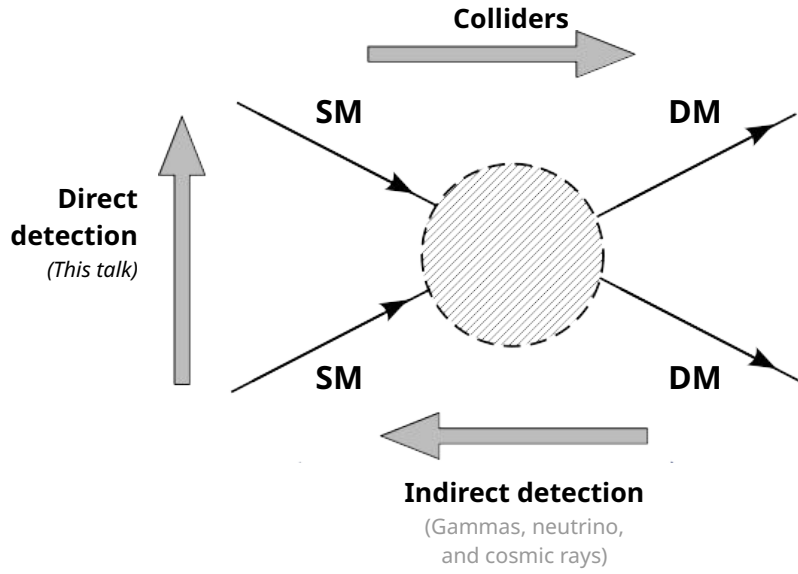 Colliders
SM
DM
Direct
detection
(This talk)
SM
DM
Indirect detection
(Gammas, neutrino,
and cosmic rays)